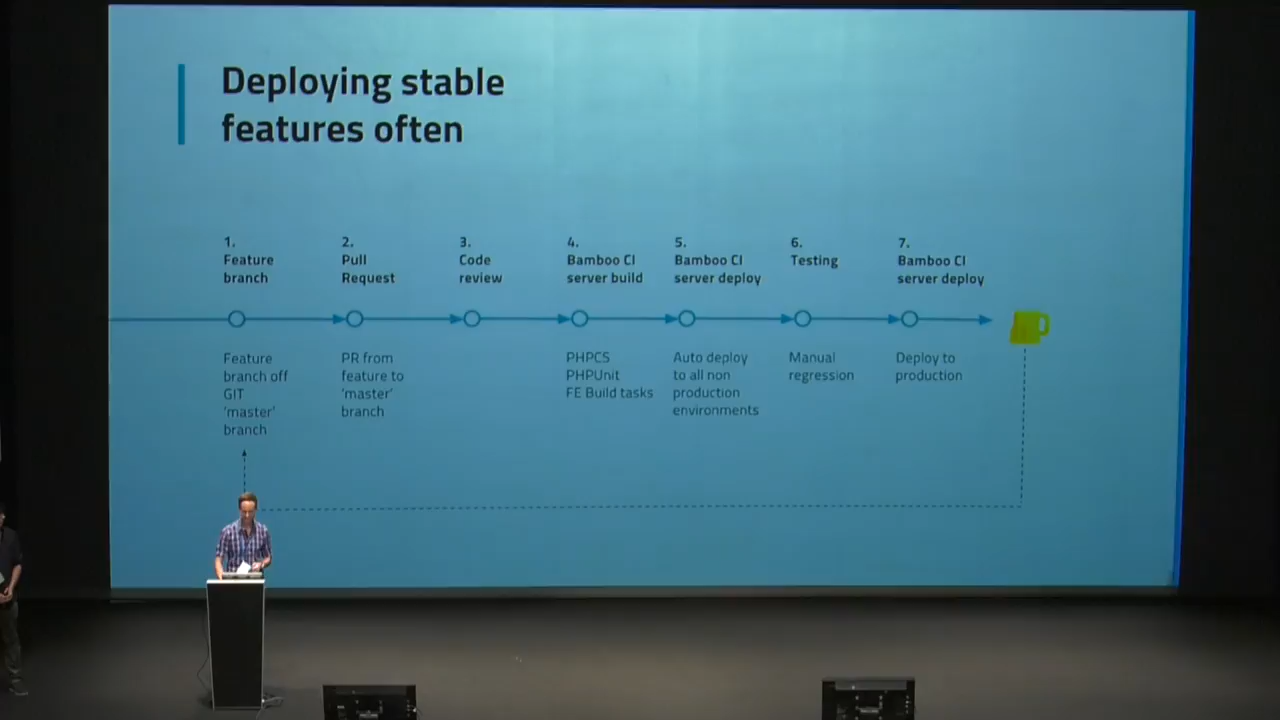 Deploying stable
features often
1.
Feature
branch
2.
Pull
Request
3.
Code
review
4.
Bamboo CI
server build
5.
Bamboo CI
server deploy
6.
Testing
7.
Bamboo CI
server deploy
Feature
branch off
GIT
'master'
branch
PR from
feature to
'master'
branch
PHPCS
PHPUnit
FE Build tasks
Auto deploy
to all non
production
environments
Manual
regression
Deploy to
production